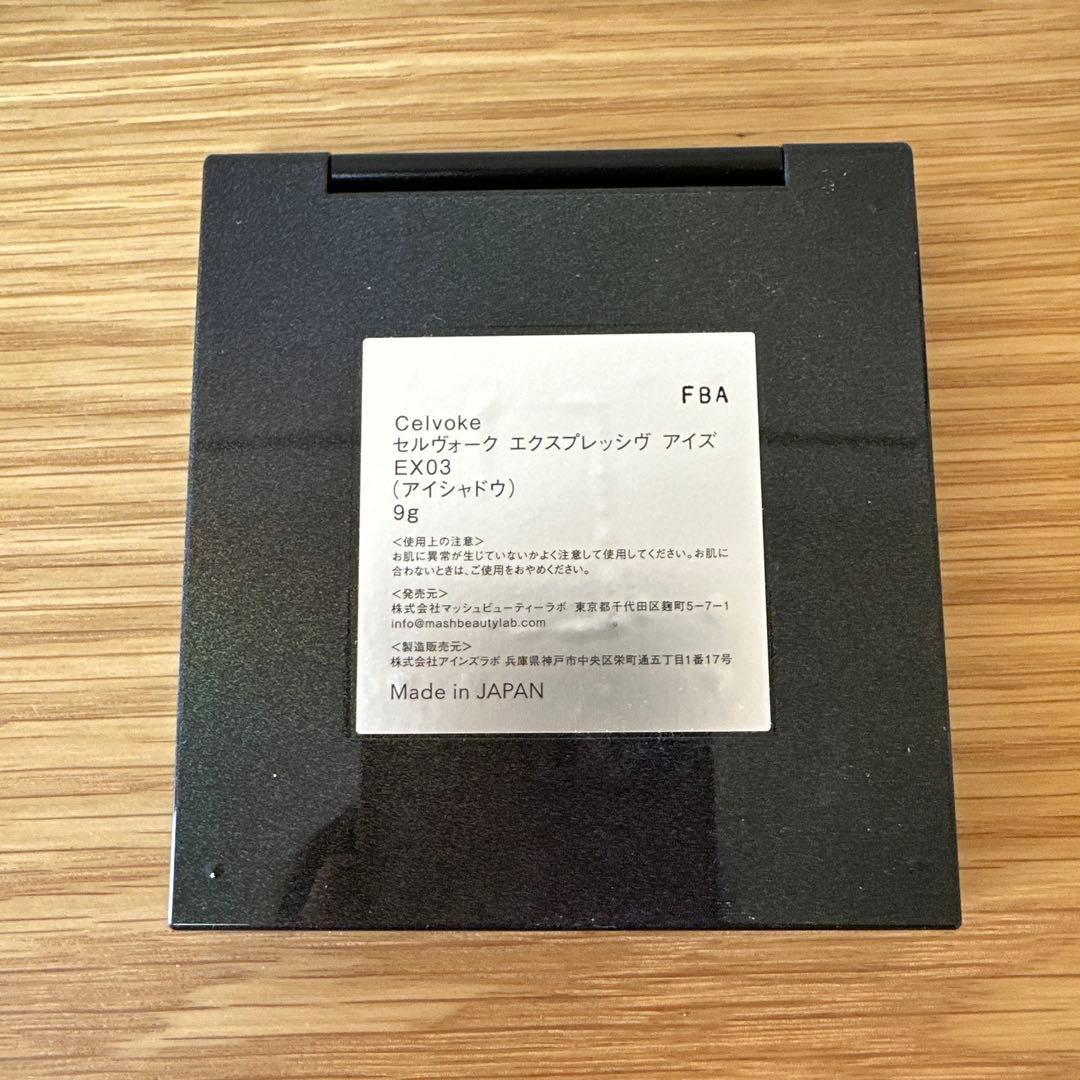 FBA
Celvoke
セルヴォーク エクスプレッシヴ アイズ
EX03
(アイシャドウ)
9g
<使用上の注意>
お肌に異常が生じていないかよく注意して使用してください。お肌に
合わないときは、ご使用をおやめください。
<発売元>
株式会社マッシュビューティーラボ 東京都千代田区麹町5-7-1
info@mashbeautylab.com
<製造販売元>
株式会社アインズラボ 兵庫県神戸市中央区栄町通五丁目1番17号
Made in JAPAN